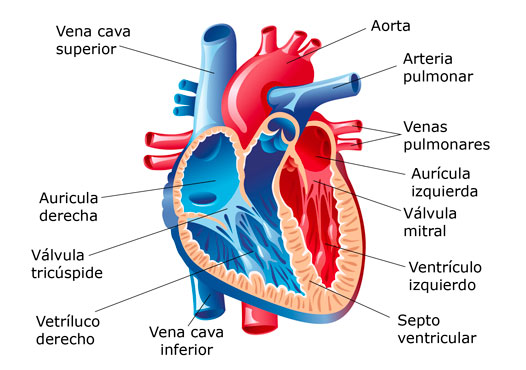 Vena cava
superior
Aorta
Arteria
pulmonar
Venas
pulmonares
Aurícula
izquierda
Auricula
derecha
Válvula
mitral
Válvula
tricúspide
Ventrículo
izquierdo
Vetríluco
derecho
Vena cava
inferior
Septo
ventricular